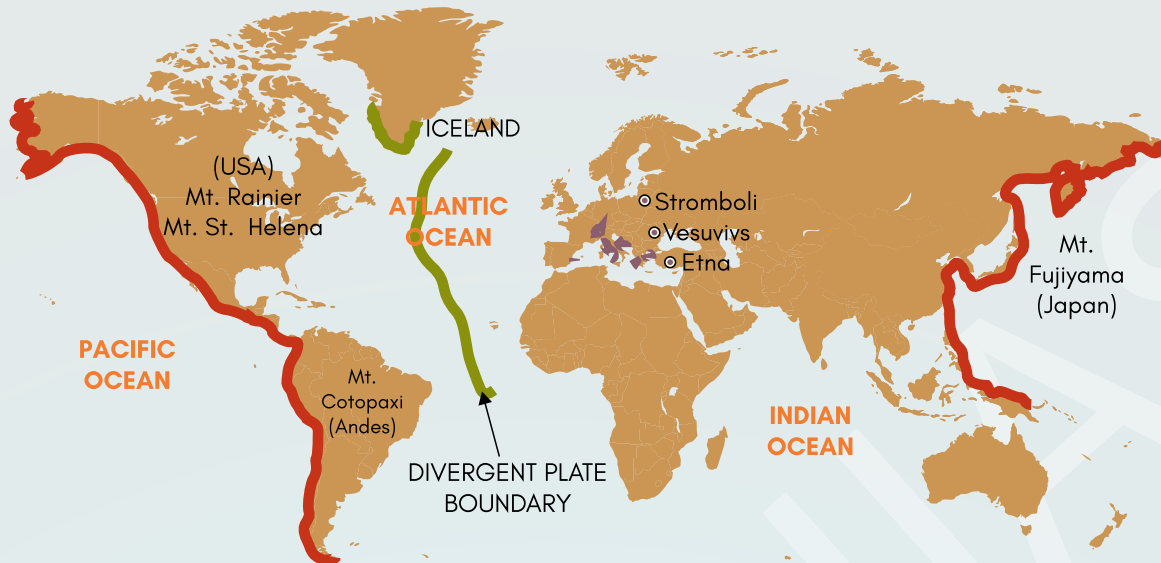 ICELAND
(USA)
Mt. Rainier
Mt. St. Helena
ATLANTIC
OCEAN
Stromboli
Vesuvivs
Etna
Mt.
Fujiyama
(Japan)
PACIFIC
OCEAN
Mt.
Cotopaxi
(Andes)
INDIAN
OCEAN
DIVERGENT PLATE
BOUNDARY